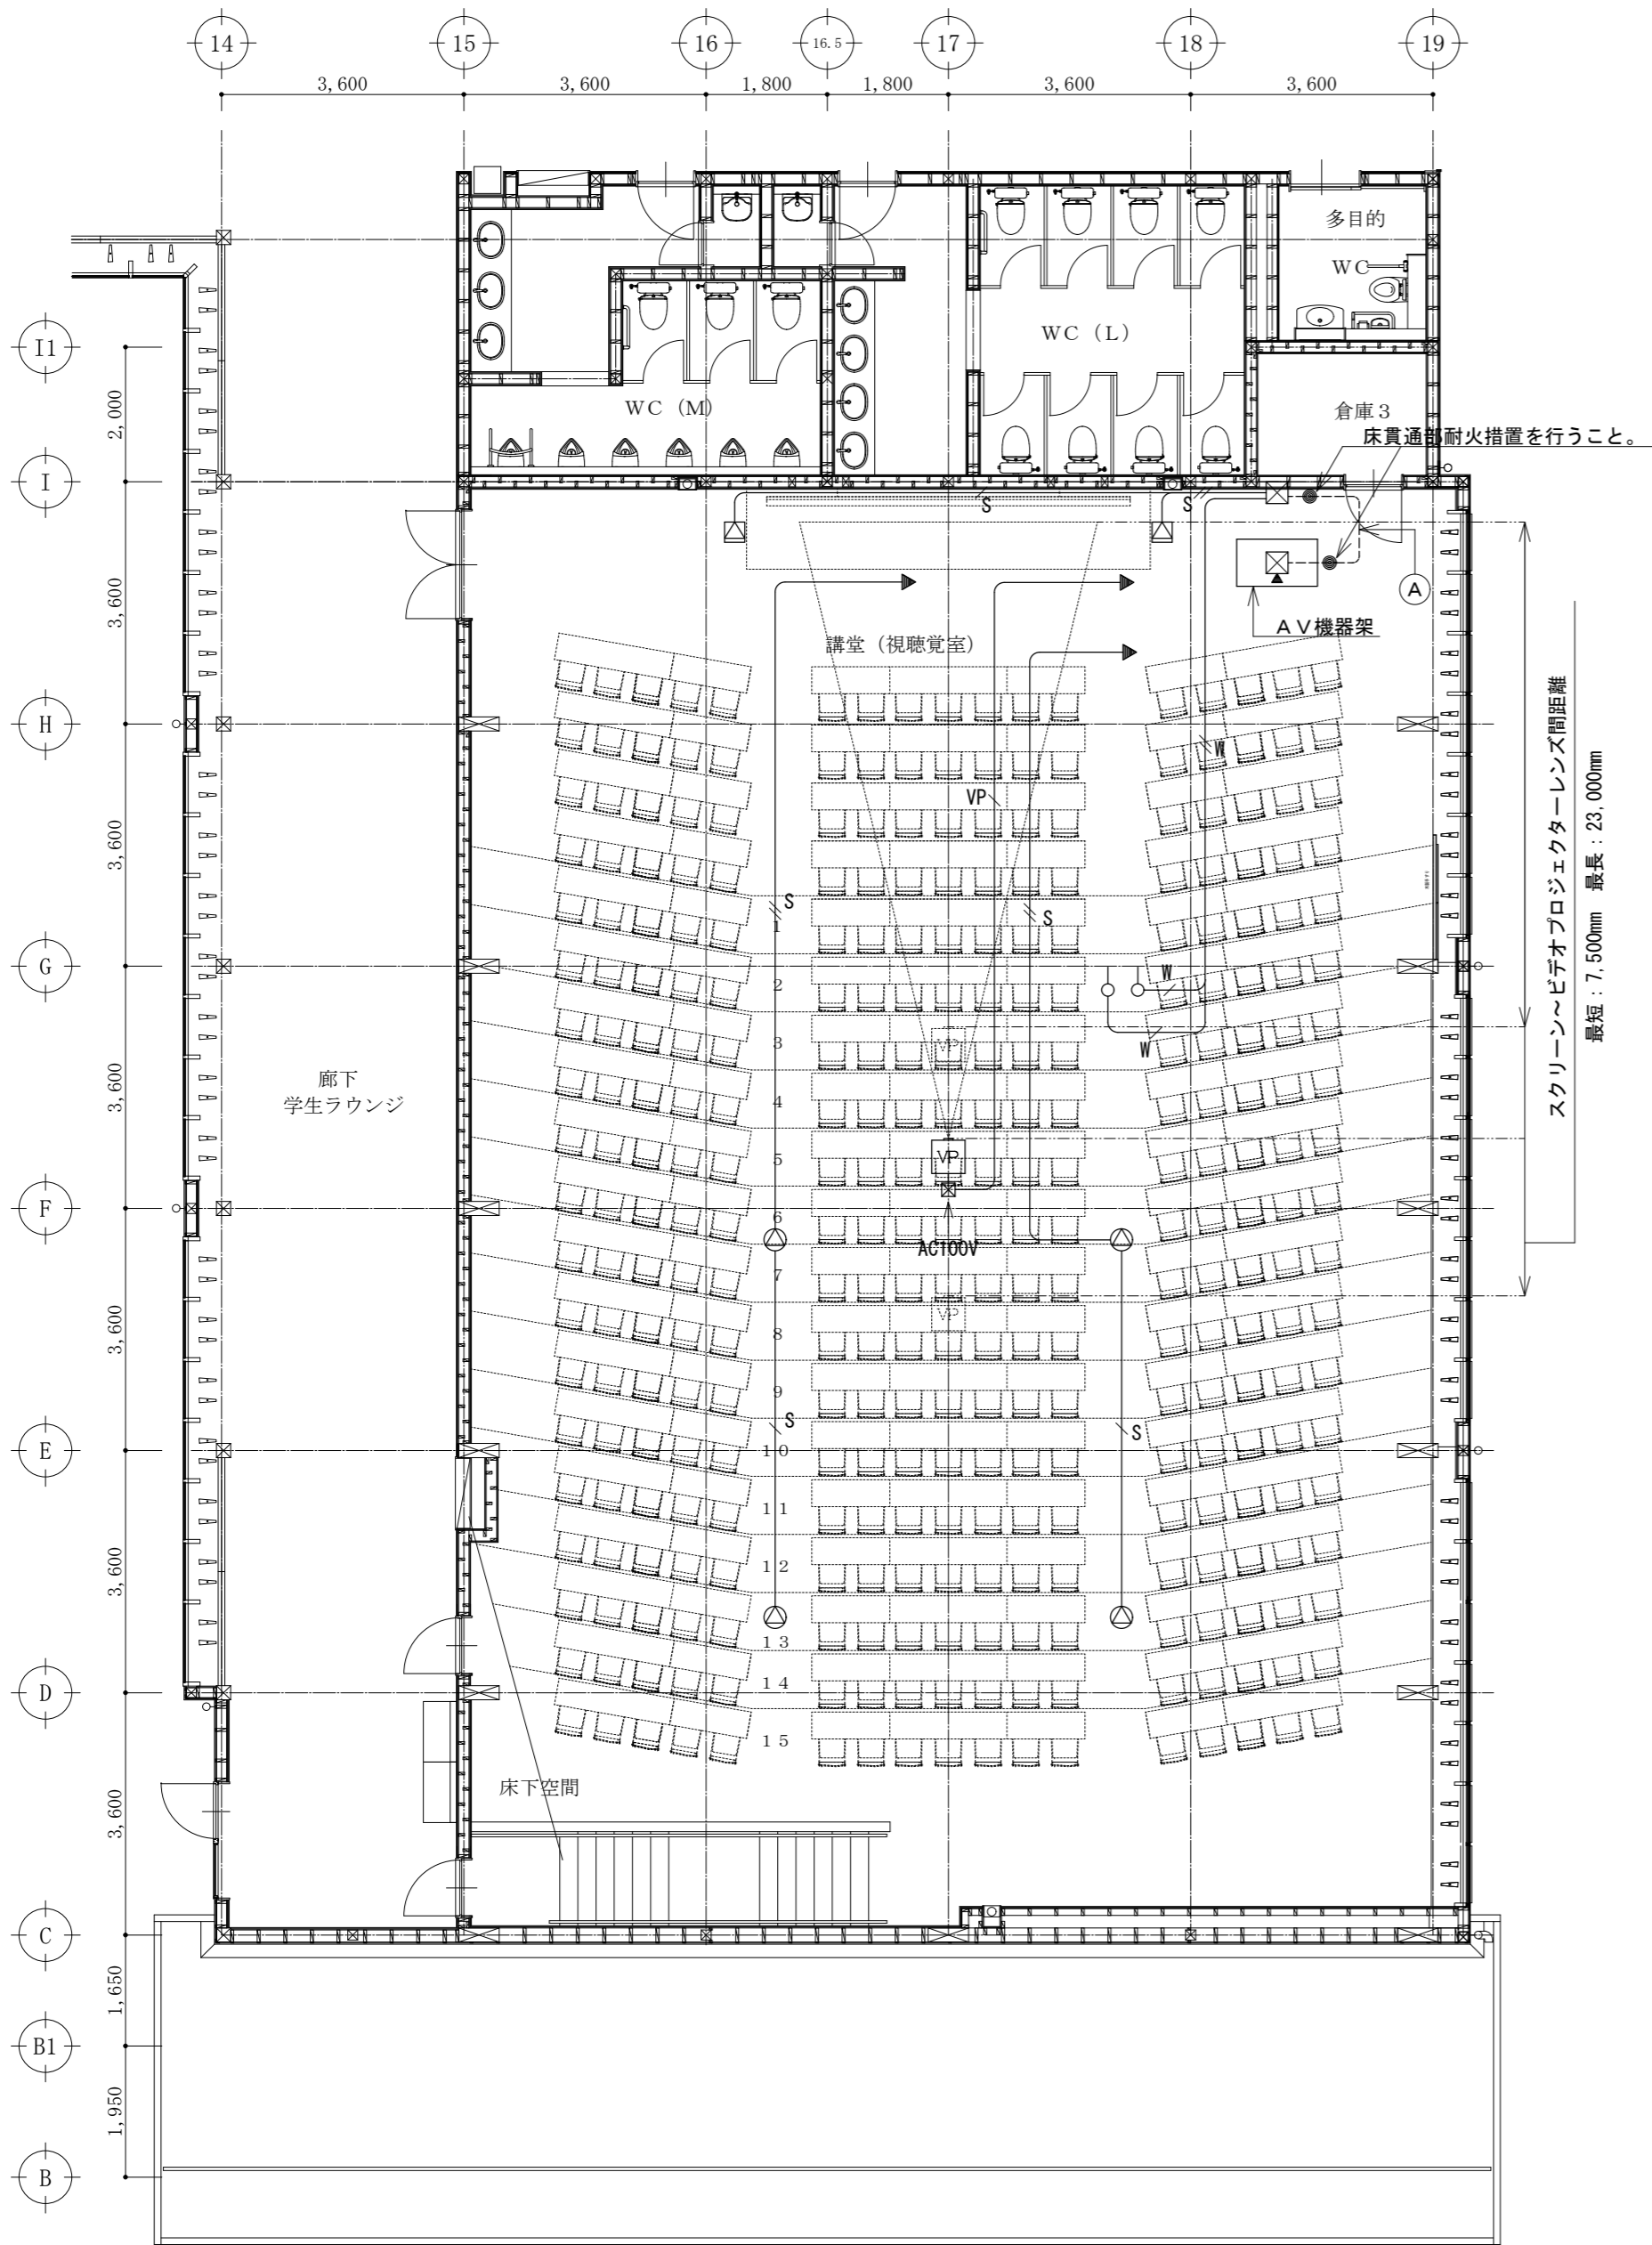 14
15
16
16.5
17
18
19
3,600
3,600
1,800
1,800
3,600
3,600
多目的
WC
I1
WC（L）
2,000
WC（M）
倉庫３
床貫通部耐火措置を行うこと。
I
S
S
3,600
A
ＡＶ機器架
講堂（視聴覚室）
H
W
スクリーン～ビデオプロジェクターレンズ間距離
最短：7,500mm　最長：23,000mm
VP
3,600
S
S
1
G
W
2
W
3
VP
廊下
学生ラウンジ
3,600
4
5
VP
F
6
AC100V
7
3,600
8
VP
9
S
S
E
10
11
3,600
12
13
D
14
15
床下空間
3,600
C
1,650
B1
1,950
B